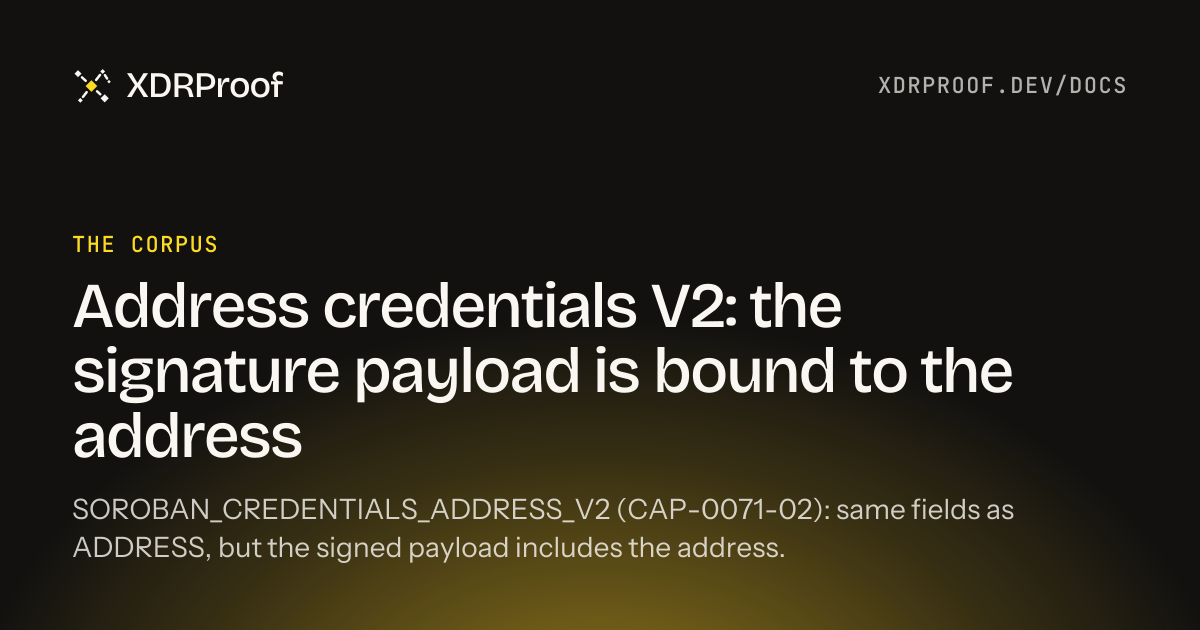 XDRProof
XDRPROOF.DEV/DOCS
THE CORPUS
Address credentials V2: the
signature payload is bound to the
address
SOROBAN_CREDENTIALS_ADDRESS_V2 (CAP-0071-02): same fields as
ADDRESS, but the signed payload includes the address.